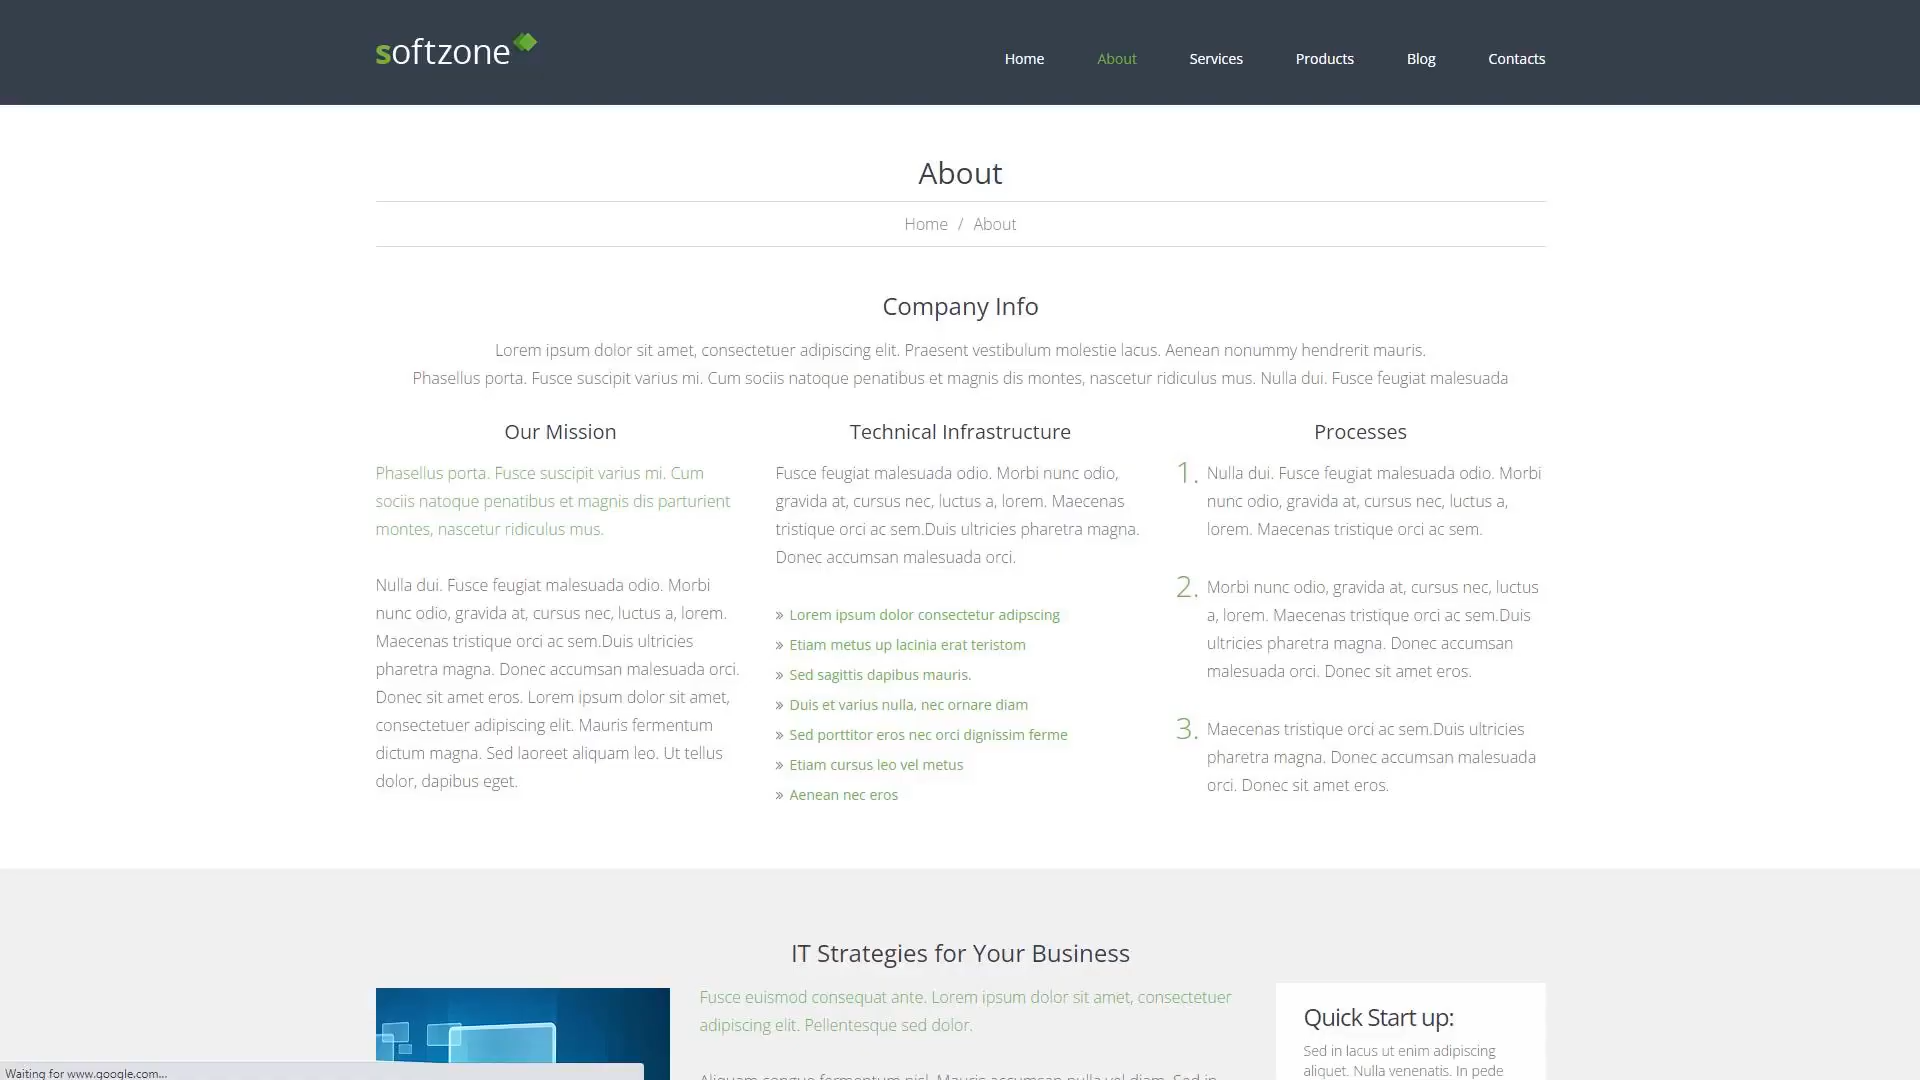 softzone
Home About Services Products Blog Contacts
About
Home / About
Company Info
Lorem ipsum dolor sit amet, consectetuer adipiscing elit. Praesent vestibulum molestie lacus. Aenean nonummy hendrerit mauris.
Phasellus porta. Fusce suscipit varius mi. Cum sociis natoque penatibus et magnis dis montes, nascetur ridiculus mus. Nulla dui. Fusce feugiat malesuada
Our Mission
Phasellus porta. Fusce suscipit varius mi. Cum
sociis natoque penatibus et magnis dis parturient
montes, nascetur ridiculus mus.
Nulla dui. Fusce feugiat malesuada odio. Morbi
nunc odio, gravida at, cursus nec, luctus a, lorem.
Maecenas tristique orci ac sem.Duis ultricies
pharetra magna. Donec accumsan malesuada orci.
Donec sit amet eros. Lorem ipsum dolor sit amet,
consectetuer adipiscing elit. Mauris fermentum
dictum magna. Sed laoreet aliquam leo. Ut tellus
dolor, dapibus eget.
Technical Infrastructure
Fusce feugiat malesuada odio. Morbi nunc odio,
gravida at, cursus nec, luctus a, lorem. Maecenas
tristique orci ac sem.Duis ultricies pharetra magna.
Donec accumsan malesuada orci.
» Lorem ipsum dolor consectetur adipscing
» Etiam metus up lacinia erat teristom
» Sed sagittis dapibus mauris.
» Duis et varius nulla, nec ornare diam
» Sed porttitor eros nec orci dignissim ferme
» Etiam cursus leo vel metus
» Aenean nec eros
Processes
1. Nulla dui. Fusce feugiat malesuada odio. Morbi
nunc odio, gravida at, cursus nec, luctus a,
lorem. Maecenas tristique orci ac sem.
2. Morbi nunc odio, gravida at, cursus nec, luctus
a, lorem. Maecenas tristique orci ac sem.Duis
ultricies pharetra magna. Donec accumsan
malesuada orci. Donec sit amet eros.
3. Maecenas tristique orci ac sem.Duis ultricies
pharetra magna. Donec accumsan malesuada
orci. Donec sit amet eros.
IT Strategies for Your Business
Fusce euismod consequat ante. Lorem ipsum dolor sit amet, consectetuer
adipiscing elit. Pellentesque sed dolor.
Aliquam congue fermentum nisl. Mauris accumsan nulla vel diam. Sed in
Quick Start up:
Sed in lacus ut enim adipiscing
aliquet. Nulla venenatis. In pede
Waiting for www.google.com...